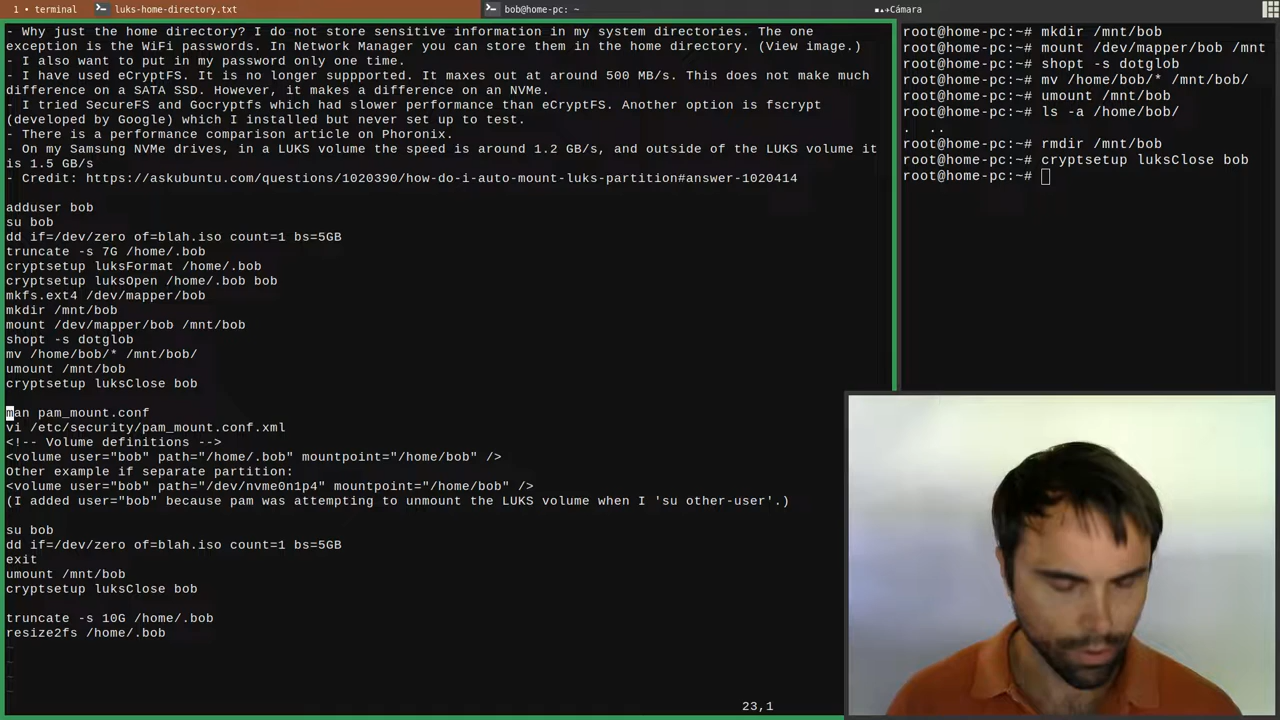 1 • terminal
luks-home-directory.txt
bob@home-pc: ~
Cámara
- Why just the home directory? I do not store sensitive information in my system directories. The one
exception is the WiFi passwords. In Network Manager you can store them in the home directory. (View image.)
- I also want to put in my password only one time.
- I have used eCryptFS. It is no longer suppported. It maxes out at around 500 MB/s. This does not make much
difference on a SATA SSD. However, it makes a difference on an NVMe.
- I tried SecureFS and Gocryptfs which had slower performance than eCryptFS. Another option is fscrypt
(developed by Google) which I installed but never set up to test.
- There is a performance comparison article on Phoronix.
- On my Samsung NVMe drives, in a LUKS volume the speed is around 1.2 GB/s, and outside of the LUKS volume it
is 1.5 GB/s
- Credit: https://askubuntu.com/questions/1020390/how-do-i-auto-mount-luks-partition#answer-1020414
adduser bob
su bob
dd if=/dev/zero of=blah.iso count=1 bs=5GB
truncate -s 7G /home/.bob
cryptsetup luksFormat /home/.bob
cryptsetup luksOpen /home/.bob bob
mkfs.ext4 /dev/mapper/bob
mkdir /mnt/bob
mount /dev/mapper/bob /mnt/bob
shopt -s dotglob
mv /home/bob/* /mnt/bob/
umount /mnt/bob
cryptsetup luksClose bob
man pam_mount.conf
vi /etc/security/pam_mount.conf.xml
<!-- Volume definitions -->
<volume user="bob" path="/home/.bob" mountpoint="/home/bob" />
Other example if separate partition:
<volume user="bob" path="/dev/nvme0n1p4" mountpoint="/home/bob" />
(I added user="bob" because pam was attempting to unmount the LUKS volume when I 'su other-user'.)
su bob
dd if=/dev/zero of=blah.iso count=1 bs=5GB
exit
umount /mnt/bob
cryptsetup luksClose bob
truncate -s 10G /home/.bob
resize2fs /home/.bob
~
~
~
~
23,1
root@home-pc:~# mkdir /mnt/bob
root@home-pc:~# mount /dev/mapper/bob /mnt
root@home-pc:~# shopt -s dotglob
root@home-pc:~# mv /home/bob/* /mnt/bob/
root@home-pc:~# umount /mnt/bob
root@home-pc:~# ls -a /home/bob/
.  ..
root@home-pc:~# rmdir /mnt/bob
root@home-pc:~# cryptsetup luksClose bob
root@home-pc:~#